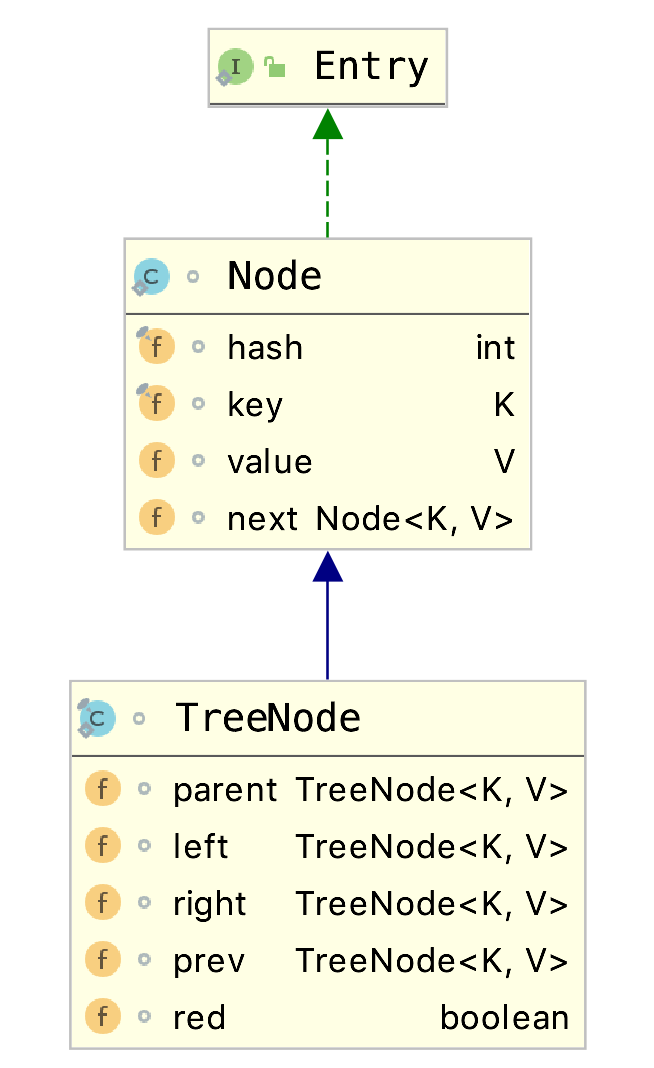 I Entry
C Node
f hash int
f key K
f value V
f next Node<K, V>
C TreeNode
f parent TreeNode<K, V>
f left TreeNode<K, V>
f right TreeNode<K, V>
f prev TreeNode<K, V>
f red boolean